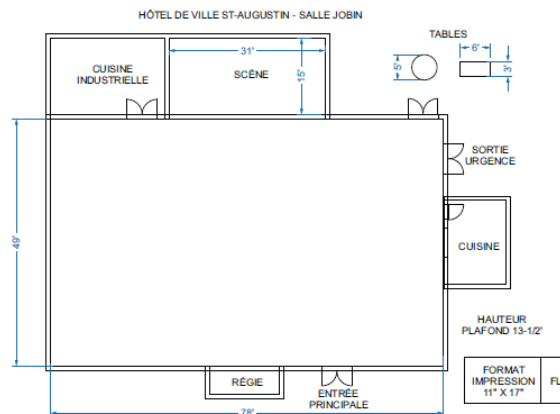 HÔTEL DE VILLE ST-AUGUSTIN - SALLE JOBIN
TABLES
6'
5'
3'
31'
15'
CUISINE
INDUSTRIELLE
SCÈNE
SORTIE
URGENCE
49'
CUISINE
HAUTEUR
PLAFOND 13-1/2'
RÉGIE
ENTRÉE
PRINCIPALE
78'
FORMAT
IMPRESSION
11" X 17"